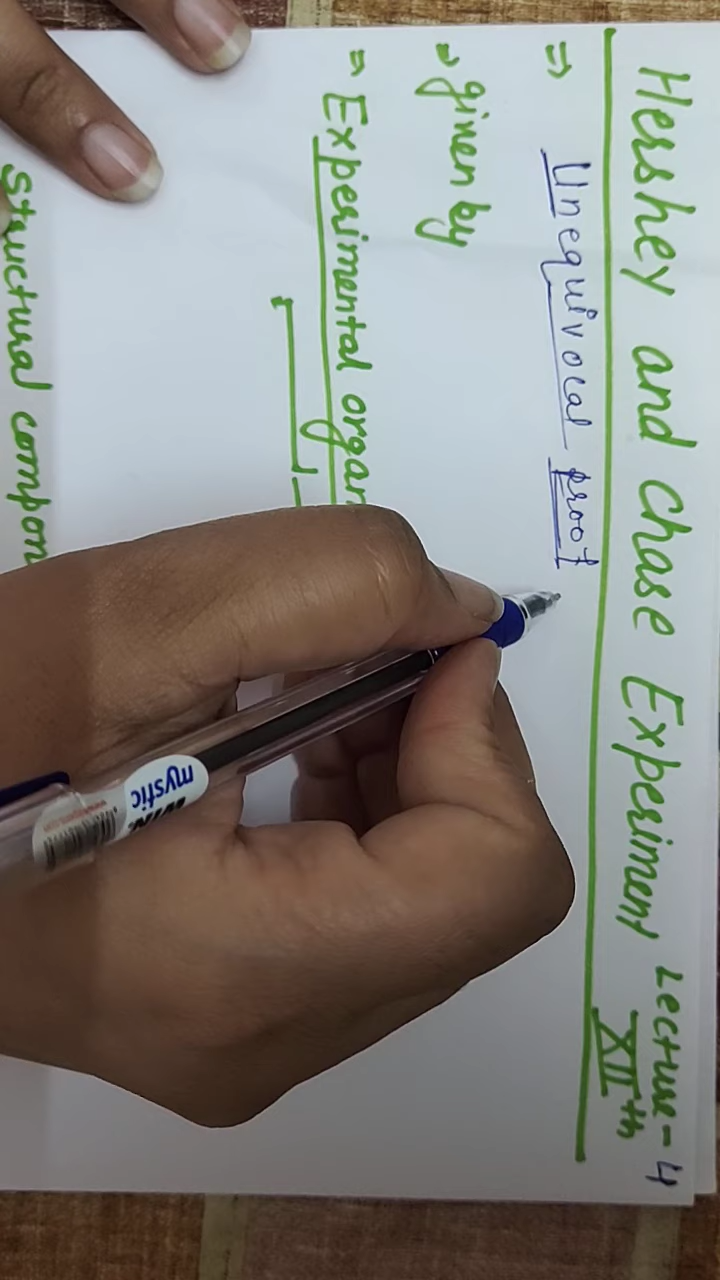 Hershey and Chase Experiment Lecture-4
XIIth
⇒ Unequivocal proof
⇒ given by
⇒ Experimental organ
Structural compon
mystic